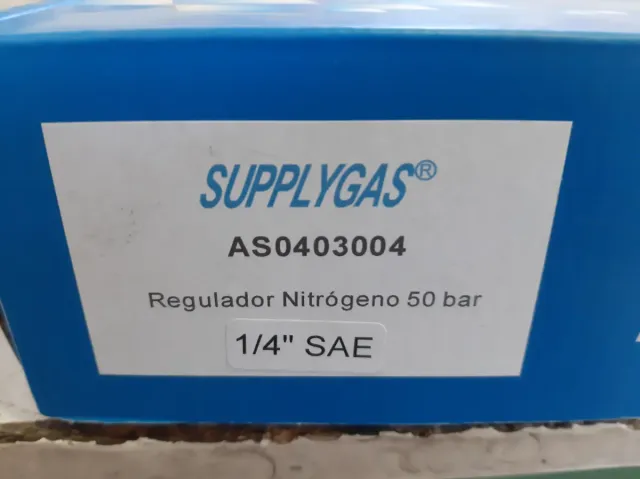 SUPPLYGAS®
AS0403004
Regulador Nitrógeno 50 bar
1/4" SAE